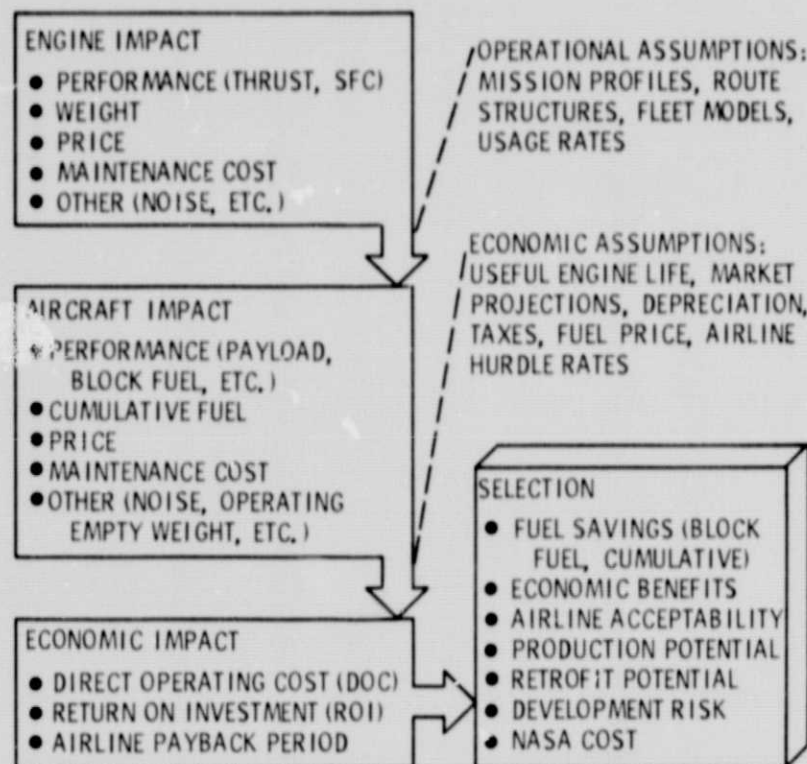 ENGINE IMPACT
● PERFORMANCE (THRUST, SFC)
● WEIGHT
● PRICE
● MAINTENANCE COST
● OTHER (NOISE, ETC.)
OPERATIONAL ASSUMPTIONS:
MISSION PROFILES, ROUTE
STRUCTURES, FLEET MODELS,
USAGE RATES
AIRCRAFT IMPACT
● PERFORMANCE (PAYLOAD,
BLOCK FUEL, ETC.)
● CUMULATIVE FUEL
● PRICE
● MAINTENANCE COST
● OTHER (NOISE, OPERATING
EMPTY WEIGHT, ETC.)
ECONOMIC ASSUMPTIONS:
USEFUL ENGINE LIFE, MARKET
PROJECTIONS, DEPRECIATION,
TAXES, FUEL PRICE, AIRLINE
HURDLE RATES
ECONOMIC IMPACT
● DIRECT OPERATING COST (DOC)
● RETURN ON INVESTMENT (ROI)
● AIRLINE PAYBACK PERIOD
SELECTION
● FUEL SAVINGS (BLOCK
FUEL, CUMULATIVE)
● ECONOMIC BENEFITS
● AIRLINE ACCEPTABILITY
● PRODUCTION POTENTIAL
● RETROFIT POTENTIAL
● DEVELOPMENT RISK
● NASA COST